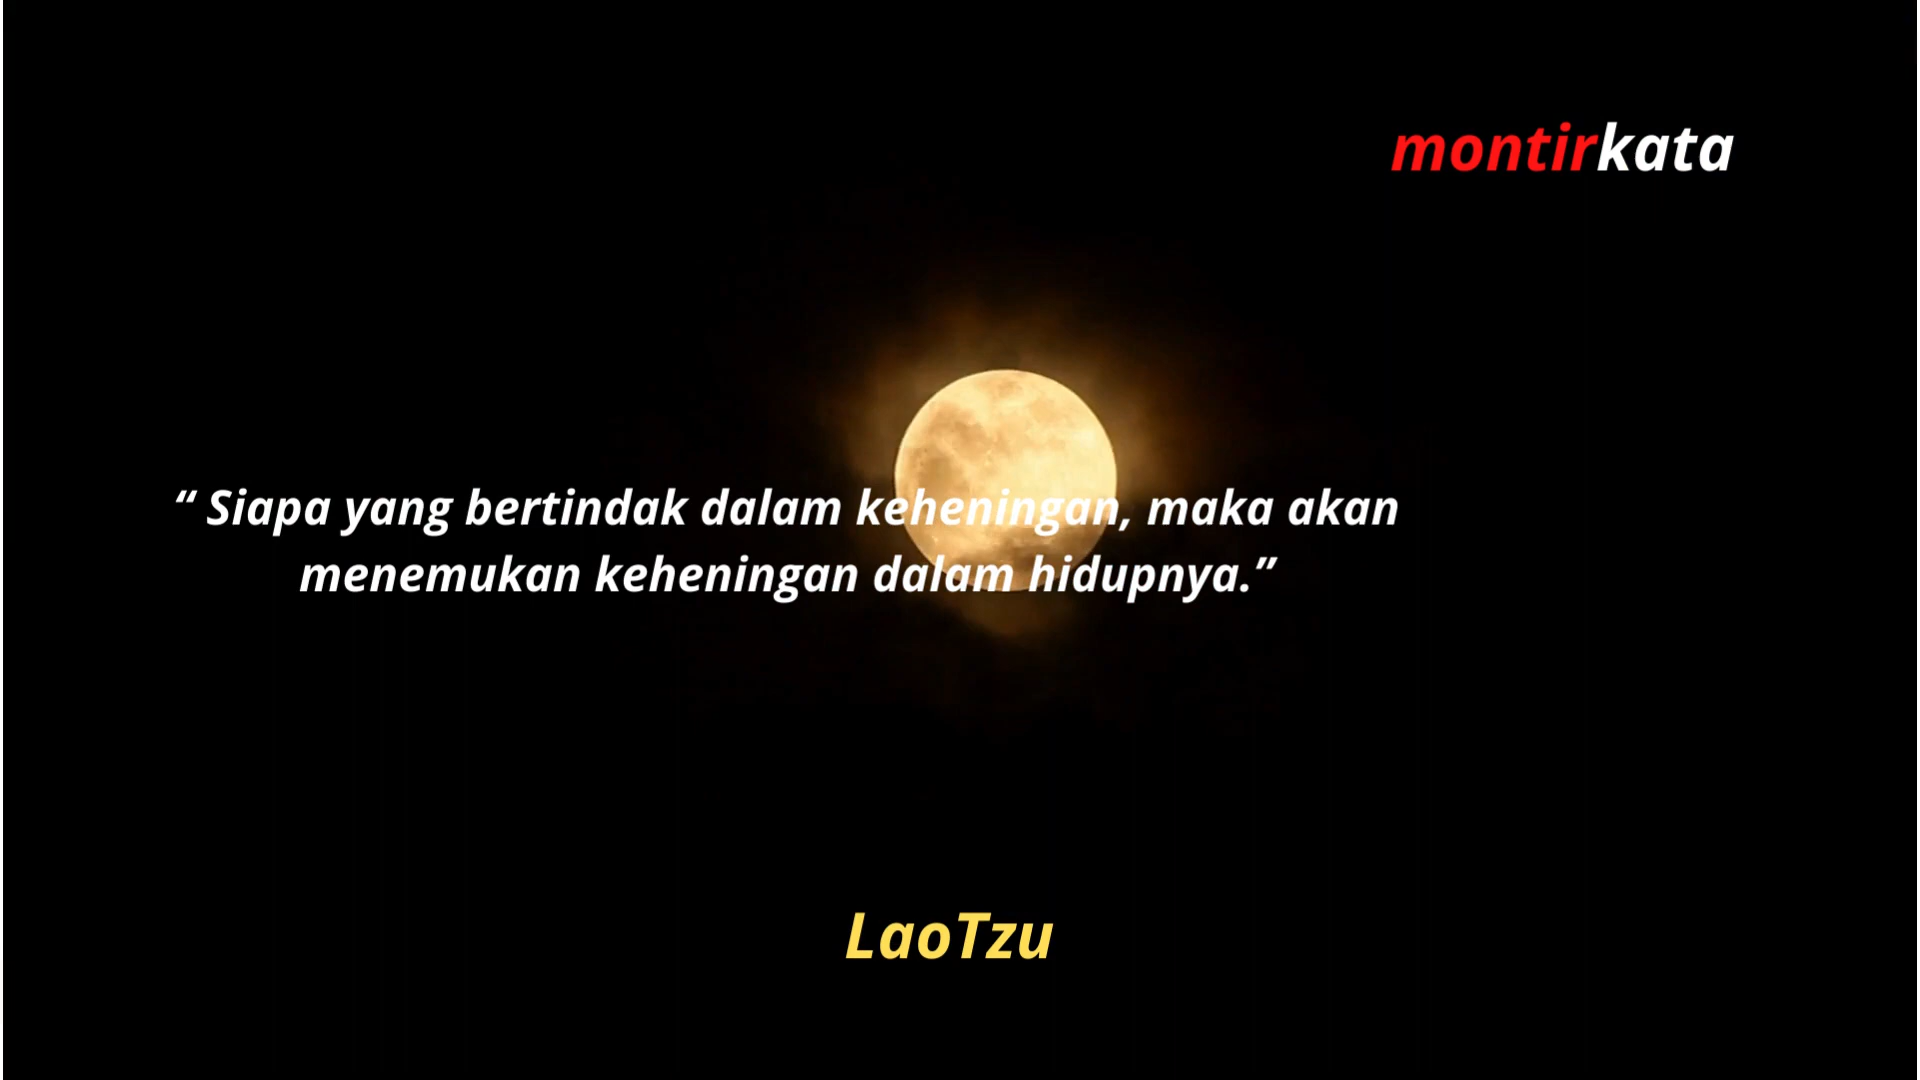 montirkata
“ Siapa yang bertindak dalam keheningan, maka akan
menemukan keheningan dalam hidupnya.”
LaoTzu